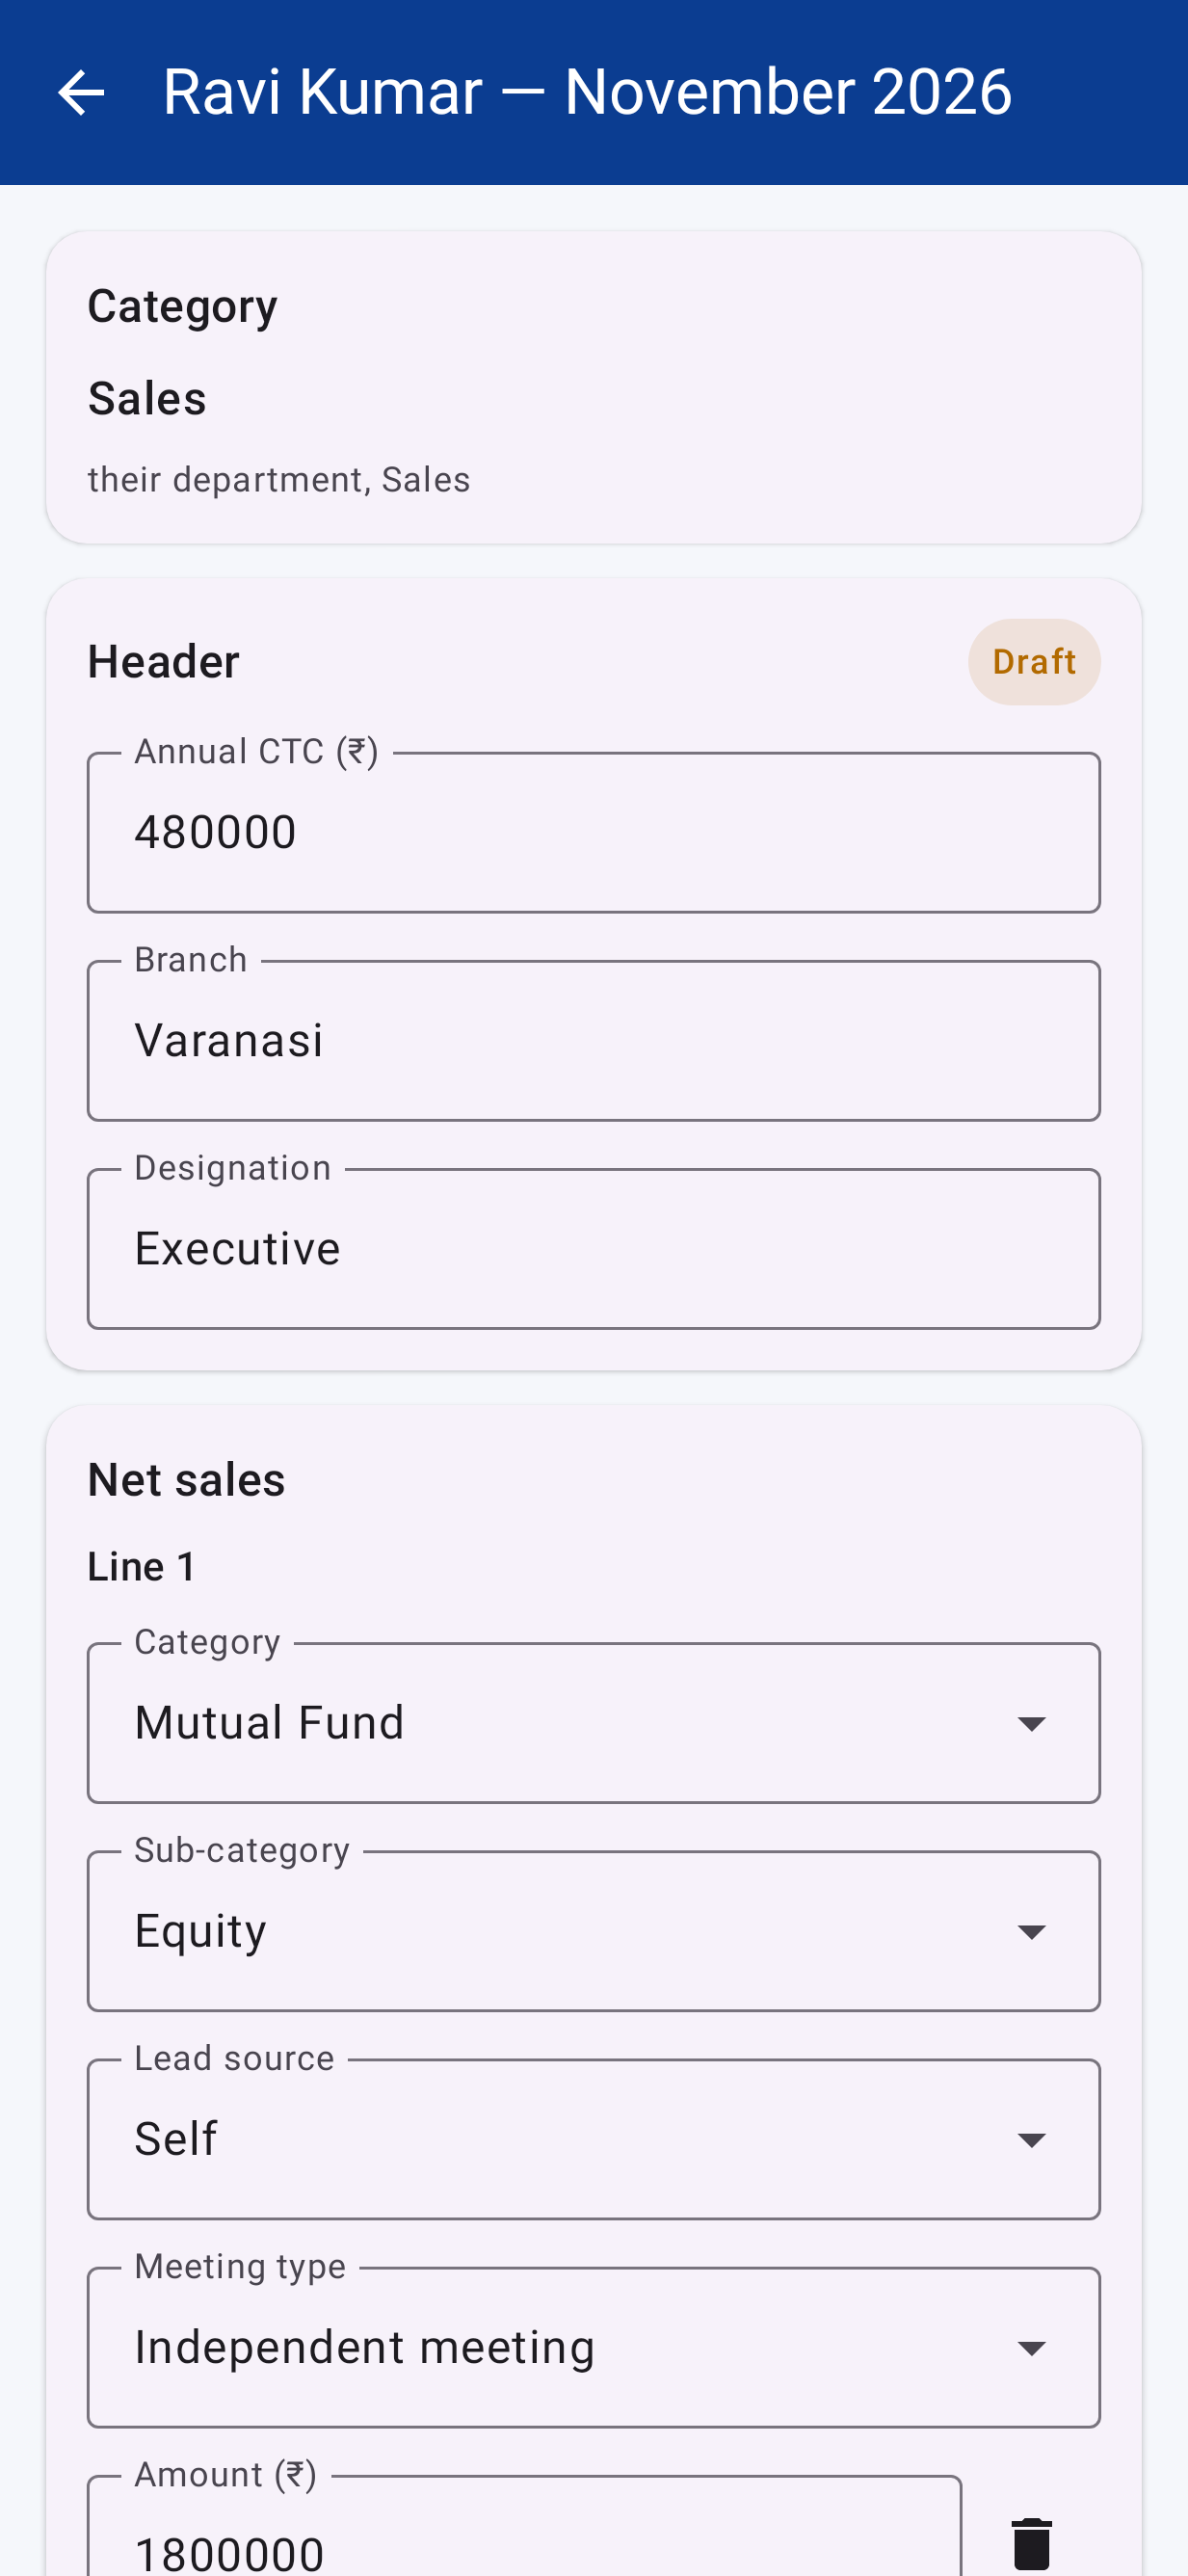 Ravi Kumar — November 2026
Category
Sales
their department, Sales
Header
Draft
Annual CTC (₹)
480000
Branch
Varanasi
Designation
Executive
Net sales
Line 1
Category
Mutual Fund
Sub-category
Equity
Lead source
Self
Meeting type
Independent meeting
Amount (₹)
1800000